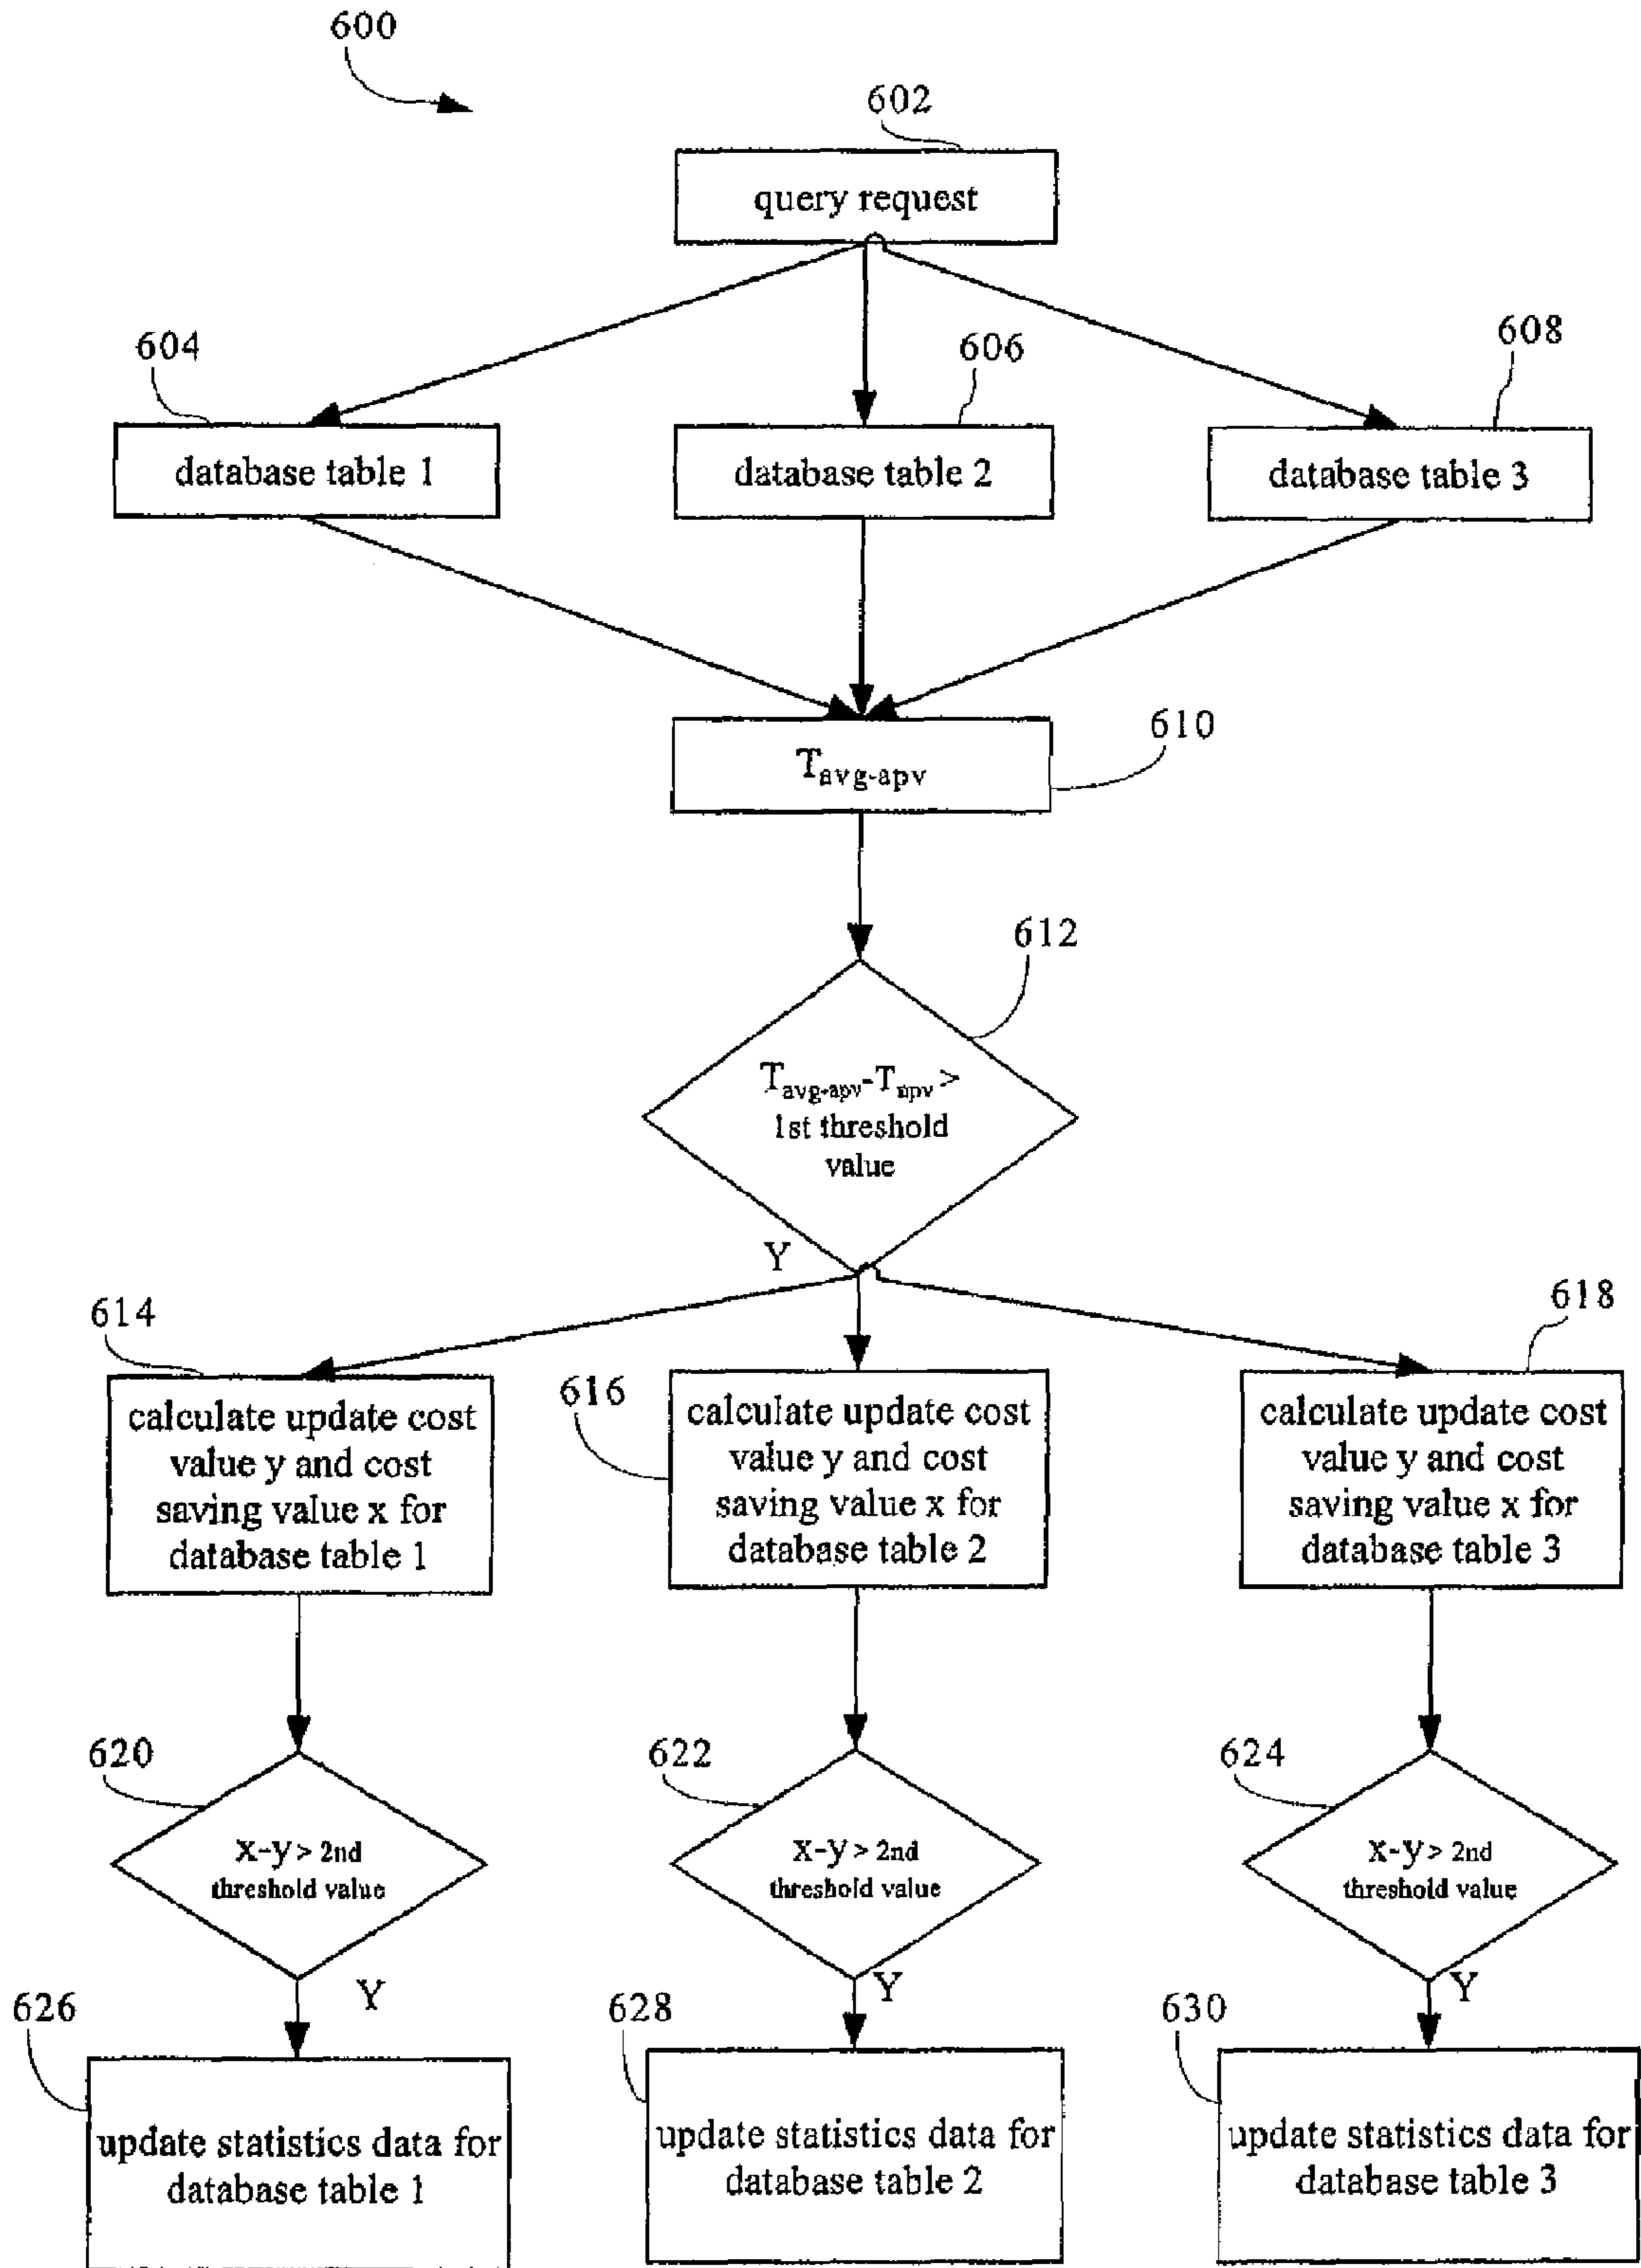 600
602
query request
604
606
608
database table 1
database table 2
database table 3
610
Tavg-apv
612
Tavg-apv-Tnpv >
1st threshold
value
Y
614
616
618
calculate update cost
value y and cost
saving value x for
database table 1
calculate update cost
value y and cost
saving value x for
database table 2
calculate update cost
value y and cost
saving value x for
database table 3
620
622
624
x-y > 2nd
threshold value
x-y > 2nd
threshold value
x-y > 2nd
threshold value
Y
Y
Y
626
628
630
update statistics data for
database table 1
update statistics data for
database table 2
update statistics data for
database table 3